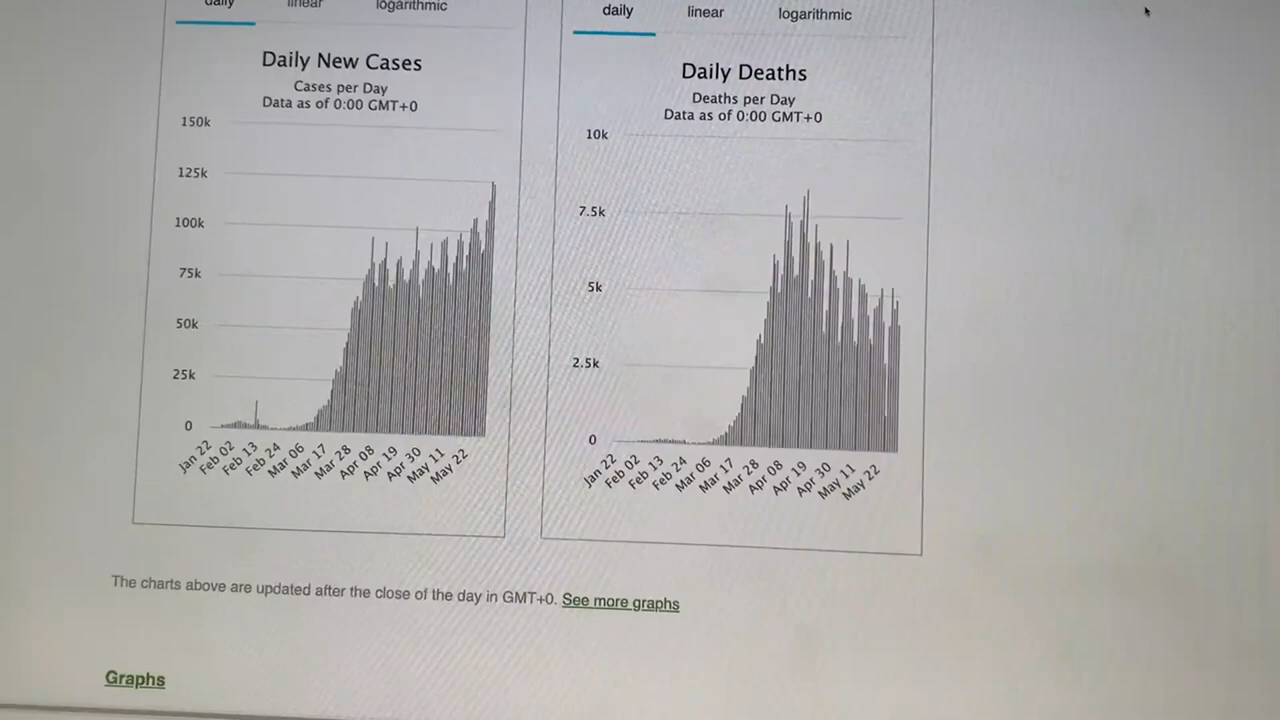 daily linear logarithmic
Daily New Cases
Cases per Day
Data as of 0:00 GMT+0
150k
125k
100k
75k
50k
25k
0
Jan 22
Feb 02
Feb 13
Feb 24
Mar 06
Mar 17
Mar 28
Apr 08
Apr 19
Apr 30
May 11
May 22
daily linear logarithmic
Daily Deaths
Deaths per Day
Data as of 0:00 GMT+0
10k
7.5k
5k
2.5k
0
Jan 22
Feb 02
Feb 13
Feb 24
Mar 06
Mar 17
Mar 28
Apr 08
Apr 19
Apr 30
May 11
May 22
The charts above are updated after the close of the day in GMT+0. See more graphs
Graphs